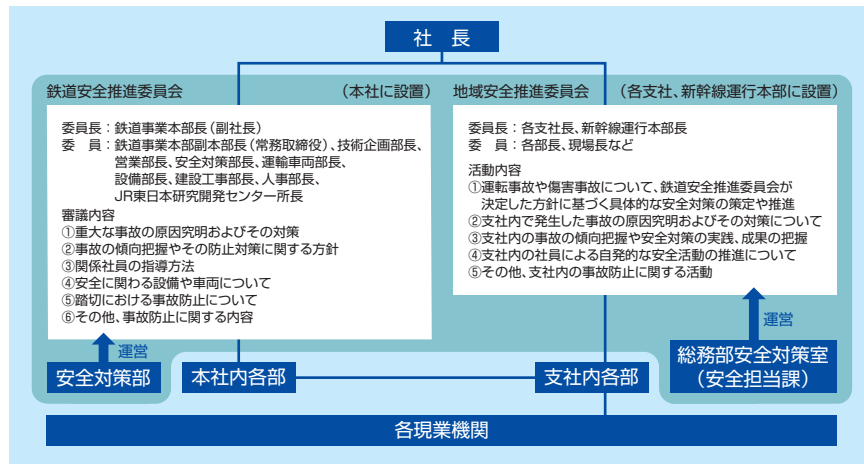 社　長
鉄道安全推進委員会　（本社に設置）
委員長：鉄道事業本部長（副社長）
委　員：鉄道事業本部副本部長（常務取締役）、技術企画部長、
営業部長、安全対策部長、運輸車両部長、
設備部長、建設工事部長、人事部長、
JR東日本研究開発センター所長
審議内容
①重大な事故の原因究明およびその対策
②事故の傾向把握やその防止対策に関する方針
③関係社員の指導方法
④安全に関わる設備や車両について
⑤踏切における事故防止について
⑥その他、事故防止に関する内容
運営
安全対策部
本社内各部
地域安全推進委員会　（各支社、新幹線運行本部に設置）
委員長：各支社長、新幹線運行本部長
委　員：各部長、現場長など
活動内容
①運転事故や傷害事故について、鉄道安全推進委員会が
決定した方針に基づく具体的な安全対策の策定や推進
②支社内で発生した事故の原因究明およびその対策について
③支社内の事故の傾向把握や安全対策の実践、成果の把握
④支社内の社員による自発的な安全活動の推進について
⑤その他、支社内の事故防止に関する活動
運営
支社内各部
総務部安全対策室
（安全担当課）
各現業機関